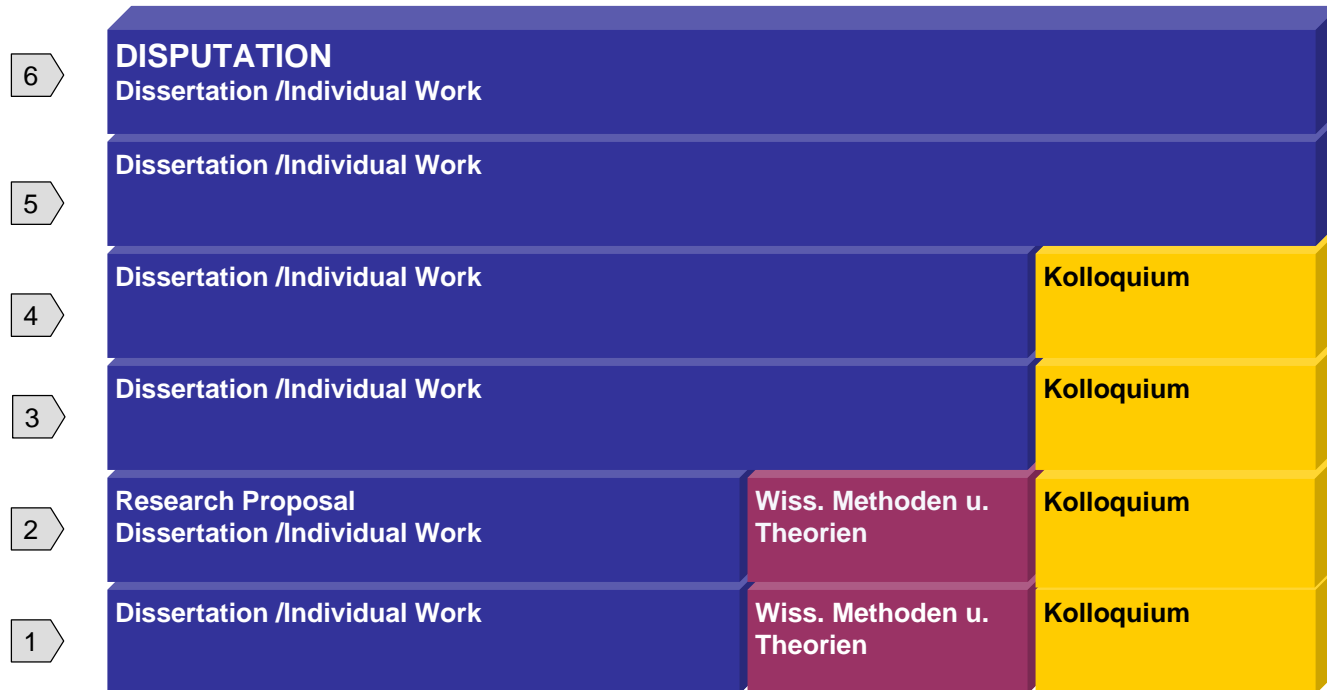 6
DISPUTATION
Dissertation /Individual Work
5
Dissertation /Individual Work
4
Dissertation /Individual Work
Kolloquium
3
Dissertation /Individual Work
Kolloquium
2
Research Proposal
Dissertation /Individual Work
Wiss. Methoden u.
Theorien
Kolloquium
1
Dissertation /Individual Work
Wiss. Methoden u.
Theorien
Kolloquium